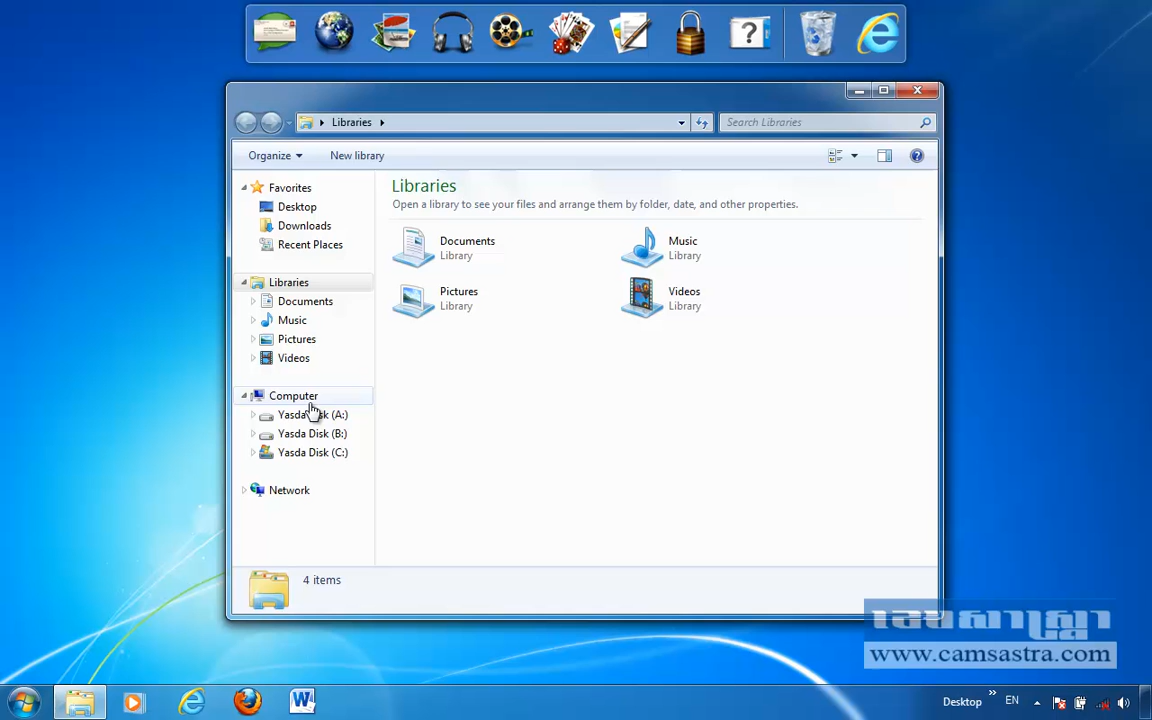 Libraries
Search Libraries
Organize
New library
Favorites
Desktop
Downloads
Recent Places
Libraries
Documents
Music
Pictures
Videos
Computer
Yasda Disk (A:)
Yasda Disk (B:)
Yasda Disk (C:)
Network
Libraries
Open a library to see your files and arrange them by folder, date, and other properties.
Documents
Library
Music
Library
Pictures
Library
Videos
Library
4 items
www.camsastra.com
Desktop
EN